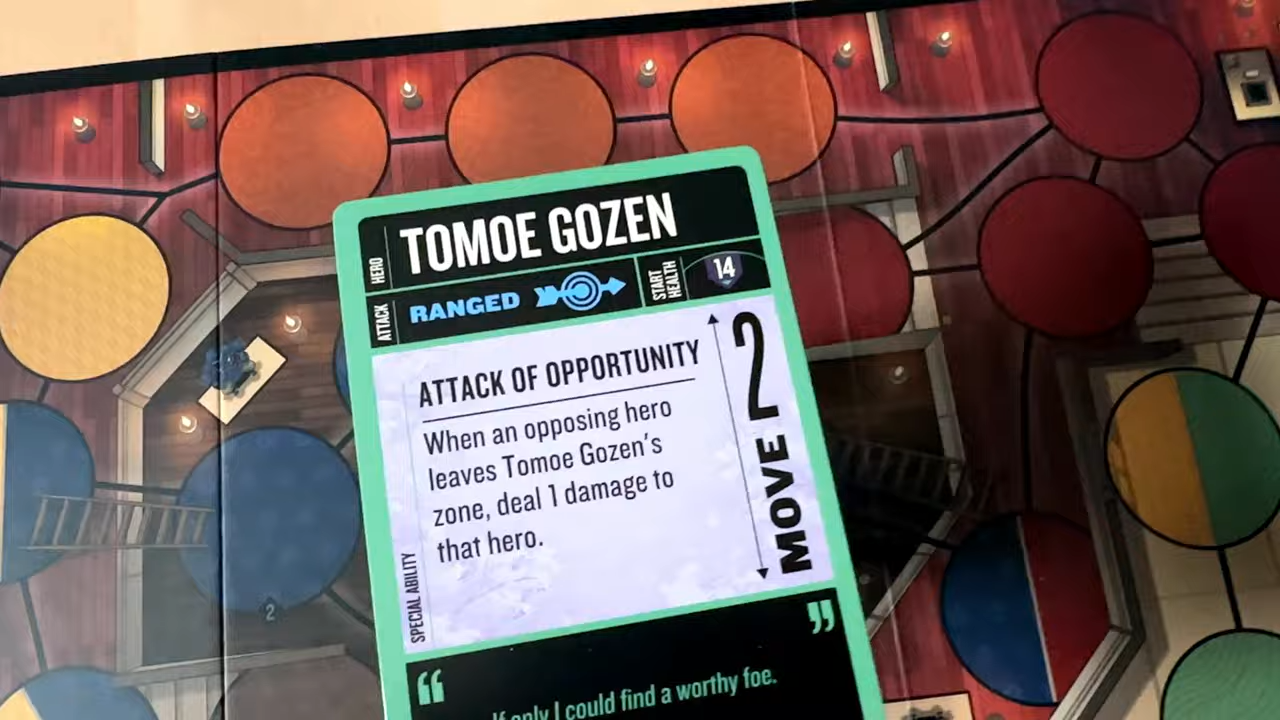 HERO
TOMOE GOZEN
ATTACK
RANGED
START
HEALTH
14
ATTACK OF OPPORTUNITY
When an opposing hero
leaves Tomoe Gozen's
zone, deal 1 damage to
that hero.
SPECIAL ABILITY
2
MOVE
“
”
If only I could find a worthy foe.
2